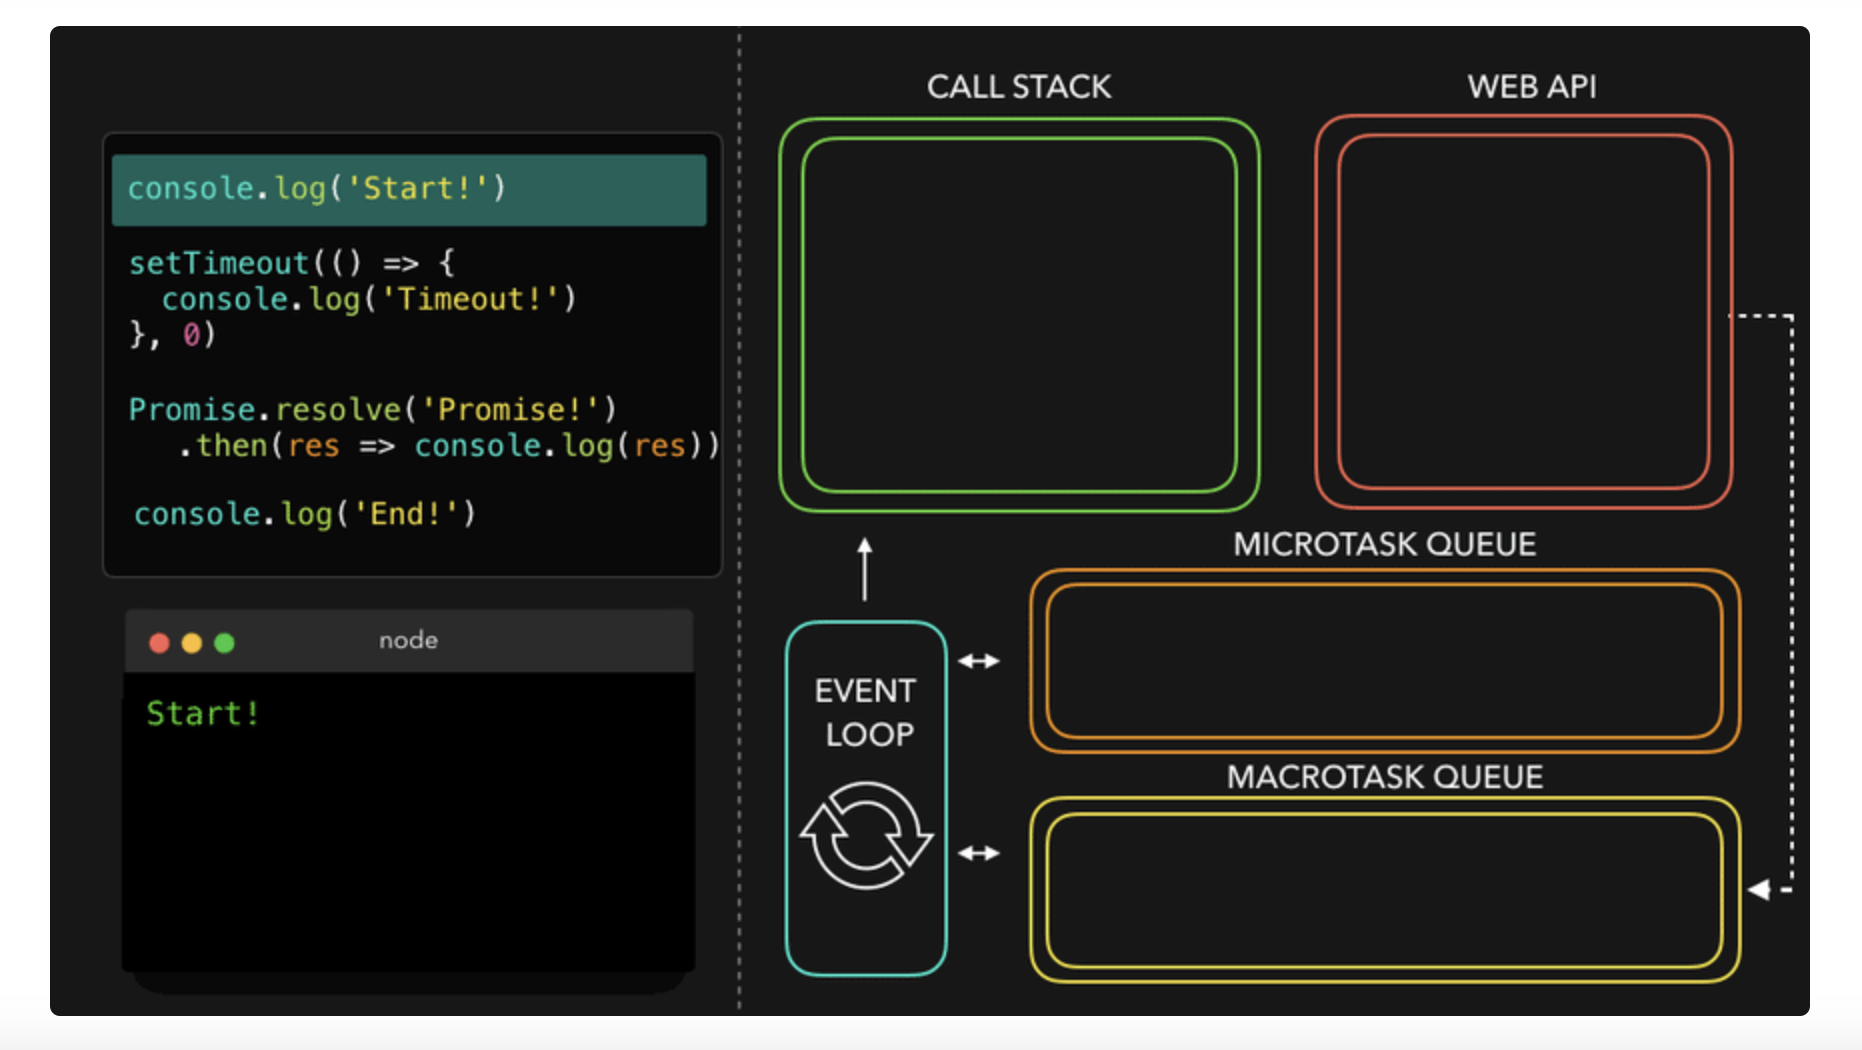 console.log('Start!')
setTimeout(() => {
  console.log('Timeout!')
}, 0)
Promise.resolve('Promise!')
   .then(res => console.log(res))
console.log('End!')
node
Start!
CALL STACK
WEB API
MICROTASK QUEUE
EVENT
LOOP
MACROTASK QUEUE